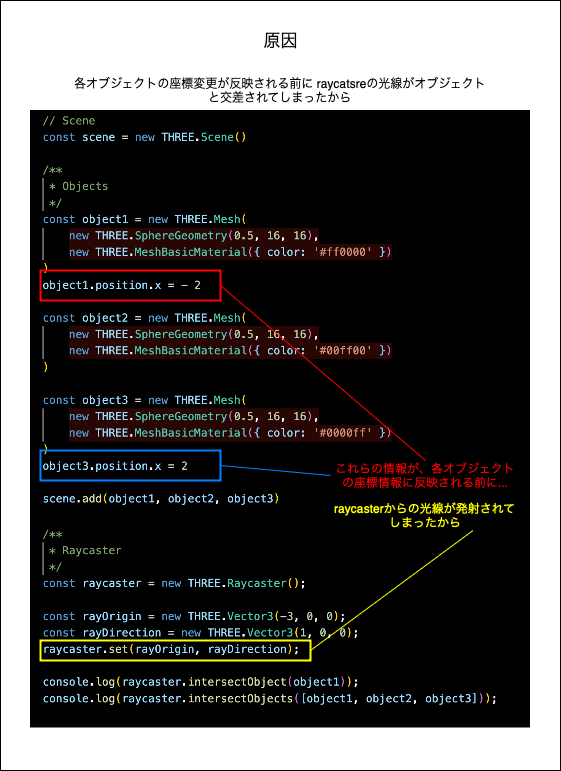 原因
各オブジェクトの座標変更が反映される前に raycatsreの光線がオブジェクト
と交差されてしまったから
// Scene
const scene = new THREE.Scene()
/**
* Objects
*/
const object1 = new THREE.Mesh(
new THREE.SphereGeometry(0.5, 16, 16),
new THREE.MeshBasicMaterial({ color: '#ff0000' })
)
object1.position.x = - 2
const object2 = new THREE.Mesh(
new THREE.SphereGeometry(0.5, 16, 16),
new THREE.MeshBasicMaterial({ color: '#00ff00' })
)
const object3 = new THREE.Mesh(
new THREE.SphereGeometry(0.5, 16, 16),
new THREE.MeshBasicMaterial({ color: '#0000ff' })
)
object3.position.x = 2
これらの情報が、各オブジェクト
の座標情報に反映される前に...
scene.add(object1, object2, object3)
raycasterからの光線が発射されて
しまったから
/**
* Raycaster
*/
const raycaster = new THREE.Raycaster();
const rayOrigin = new THREE.Vector3(-3, 0, 0);
const rayDirection = new THREE.Vector3(1, 0, 0);
raycaster.set(rayOrigin, rayDirection);
console.log(raycaster.intersectObject(object1));
console.log(raycaster.intersectObjects([object1, object2, object3]));